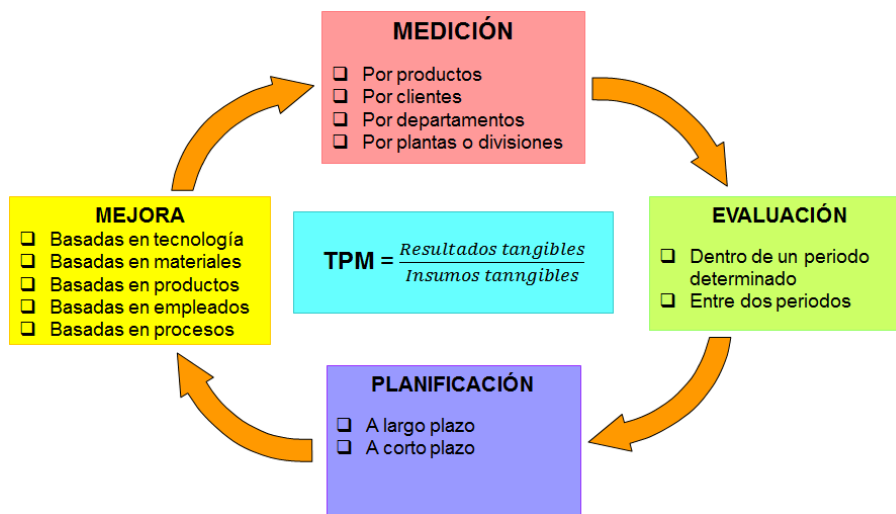 MEDICIÓN
❑ Por productos
❑ Por clientes
❑ Por departamentos
❑ Por plantas o divisiones
EVALUACIÓN
❑ Dentro de un periodo
determinado
❑ Entre dos periodos
PLANIFICACIÓN
❑ A largo plazo
❑ A corto plazo
MEJORA
❑ Basadas en tecnología
❑ Basadas en materiales
❑ Basadas en productos
❑ Basadas en empleados
❑ Basadas en procesos
Resultados tangibles
TPM =
Insumos tanngibles